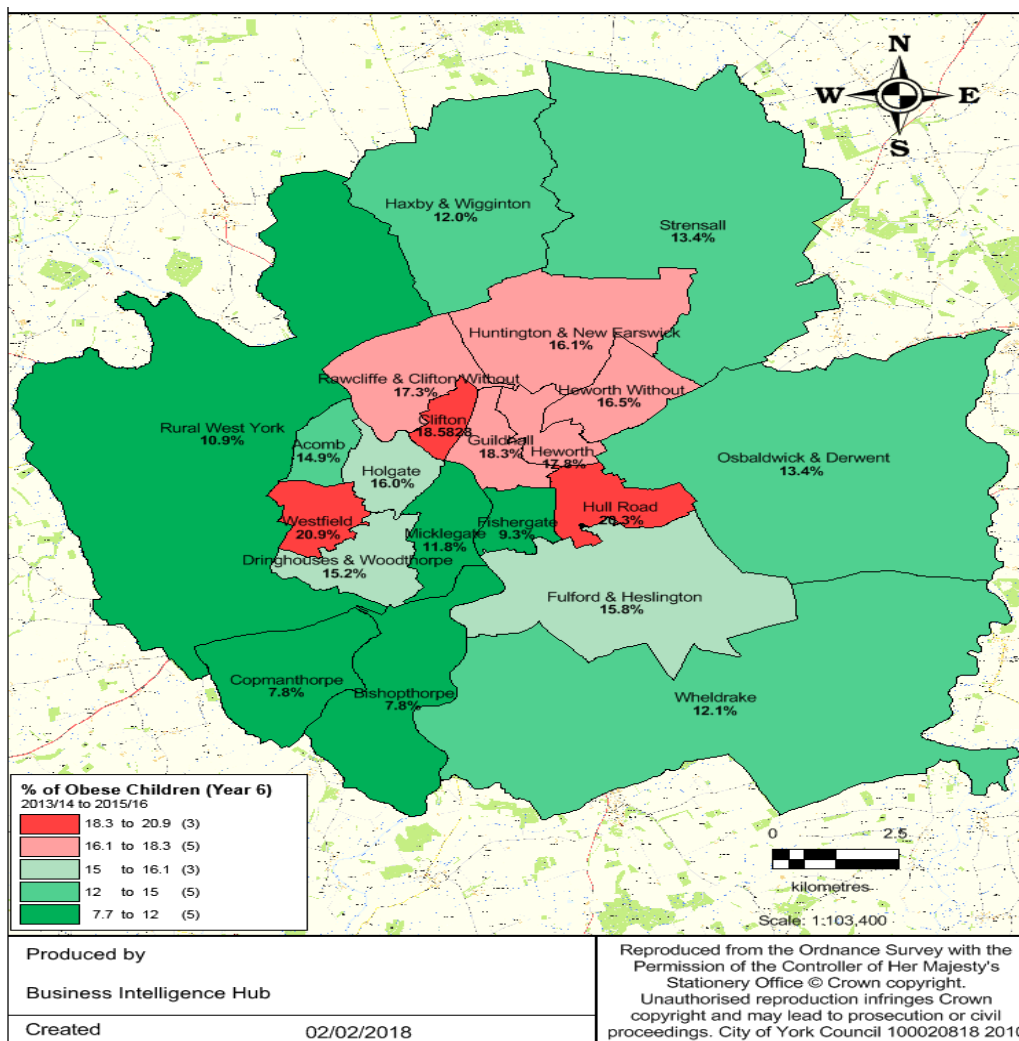 N
W E
S
Haxby & Wigginton
12.0%
Strensall
13.4%
Huntington & New Earswick
16.1%
Rawcliffe & Clifton Without
17.3%
Heworth Without
16.5%
Clifton
18.5828
Rural West York
10.9%
Acomb
14.9%
Guildhall
18.3%
Heworth
17.8%
Osbaldwick & Derwent
13.4%
Holgate
16.0%
Westfield
20.9%
Micklegate
11.8%
Fishergate
9.3%
Hull Road
20.3%
Dringhouses & Woodthorpe
15.2%
Fulford & Heslington
15.8%
Copmanthorpe
7.8%
Bishopthorpe
7.8%
Wheldrake
12.1%
% of Obese Children (Year 6)
2013/14 to 2015/16
18.3 to 20.9 (3)
16.1 to 18.3 (5)
15 to 16.1 (3)
12 to 15 (5)
7.7 to 12 (5)
0 2.5
kilometres
Scale: 1:103,400
Produced by
Business Intelligence Hub
Created 02/02/2018
Reproduced from the Ordnance Survey with the
Permission of the Controller of Her Majesty's
Stationery Office © Crown copyright.
Unauthorised reproduction infringes Crown
copyright and may lead to prosecution or civil
proceedings. City of York Council 100020818 2010